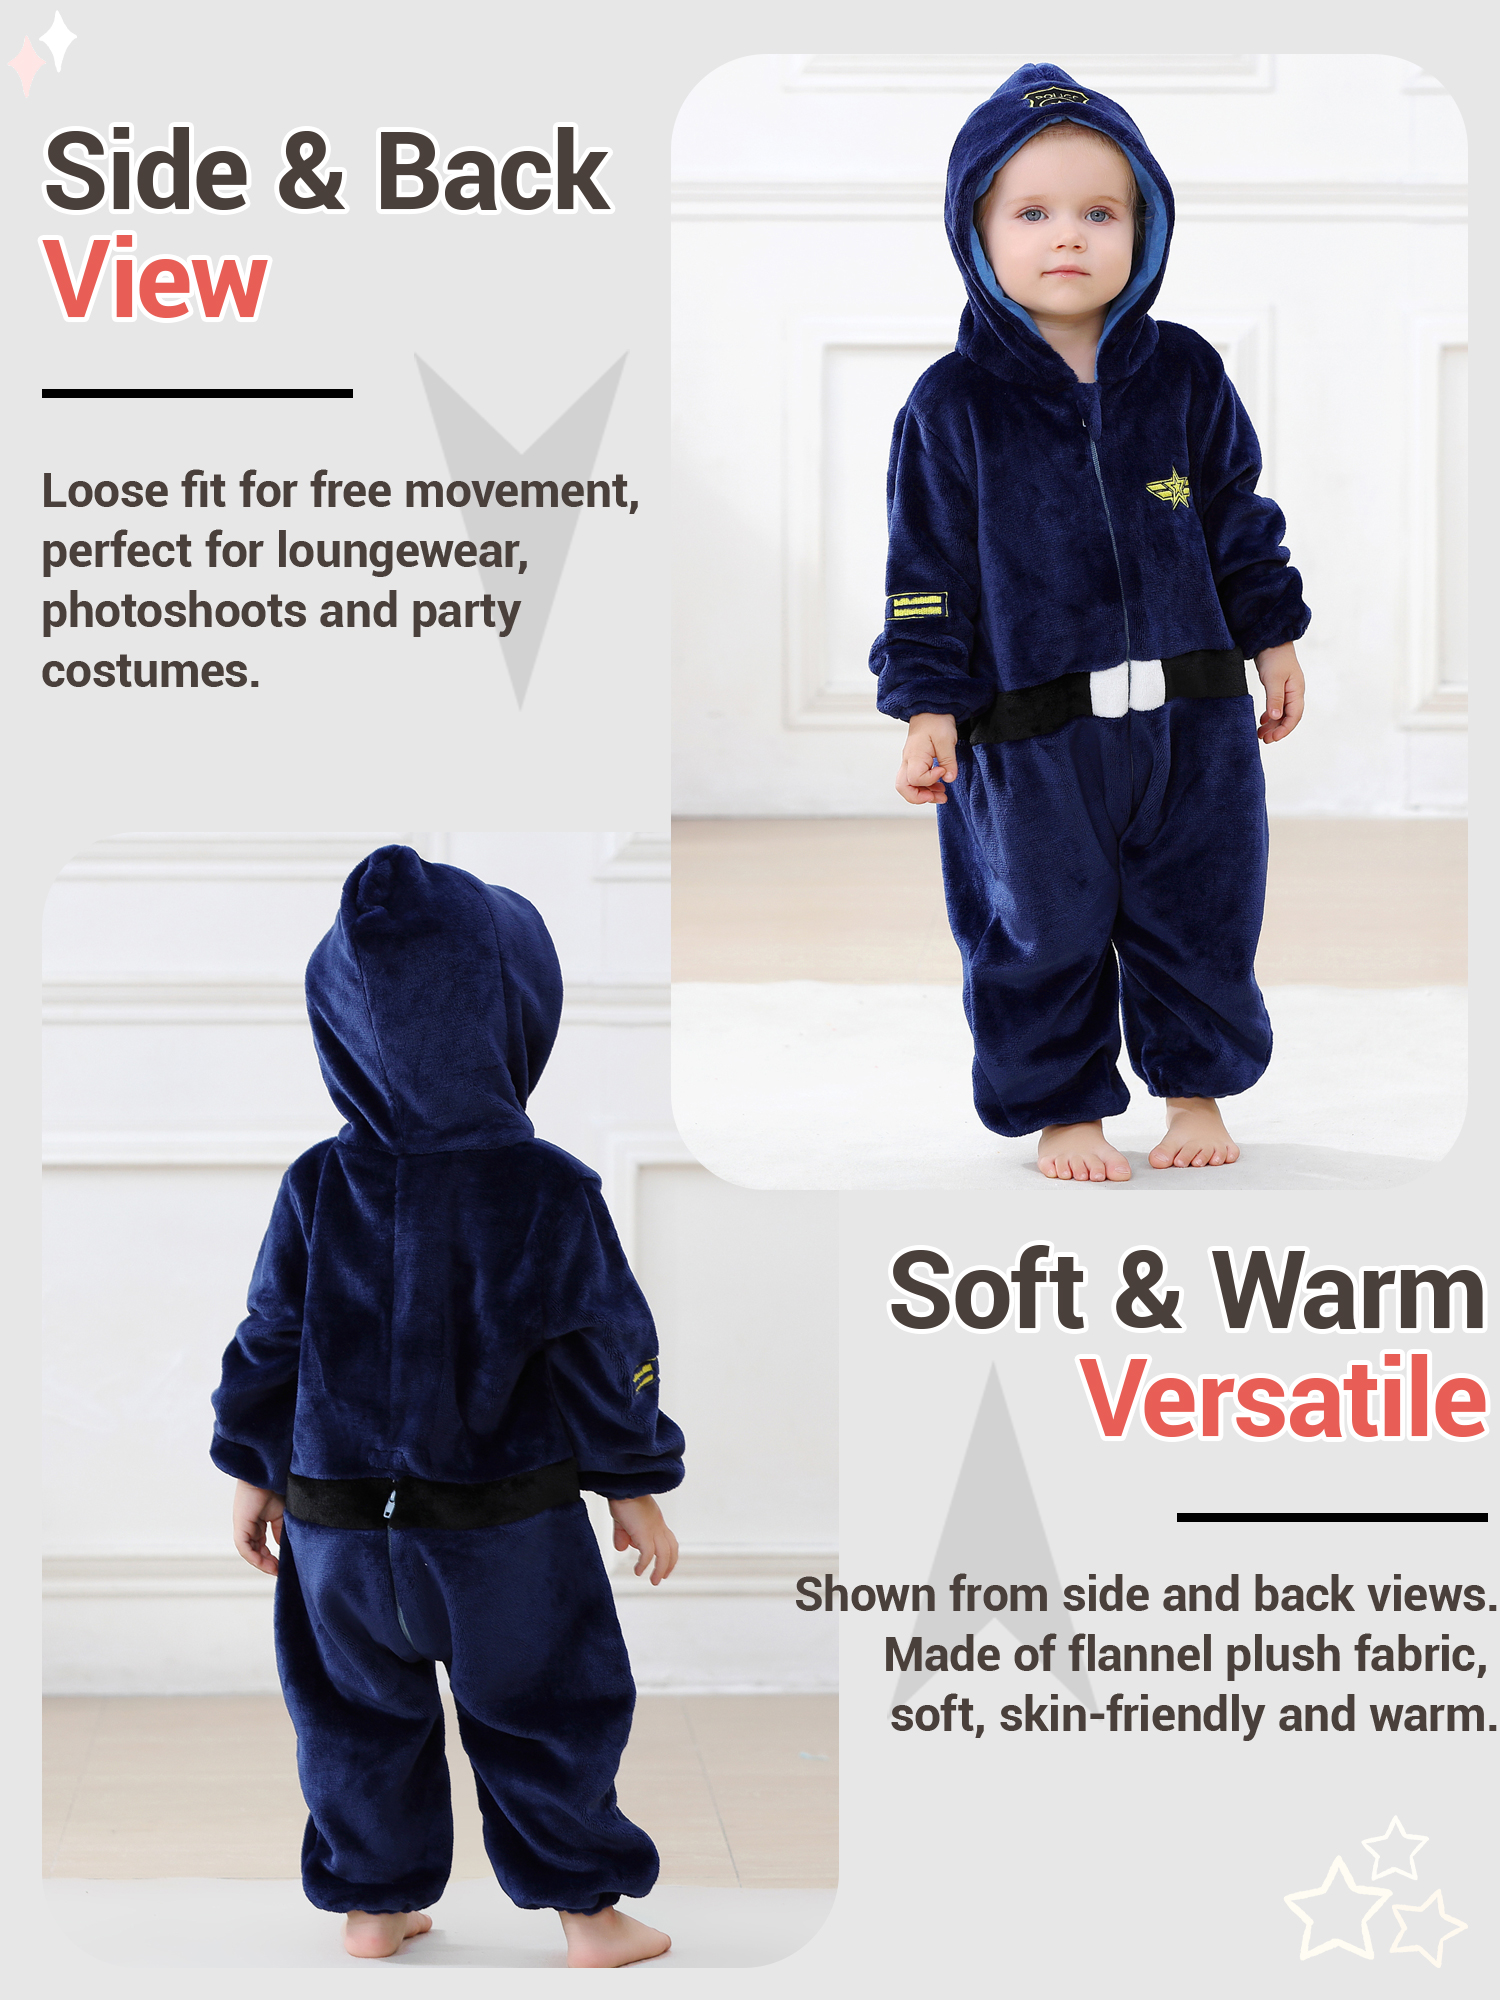 Side & Back
View
Loose fit for free movement,
perfect for loungewear,
photoshoots and party
costumes.
POLICE
Soft & Warm
Versatile
Shown from side and back views.
Made of flannel plush fabric,
soft, skin-friendly and warm.